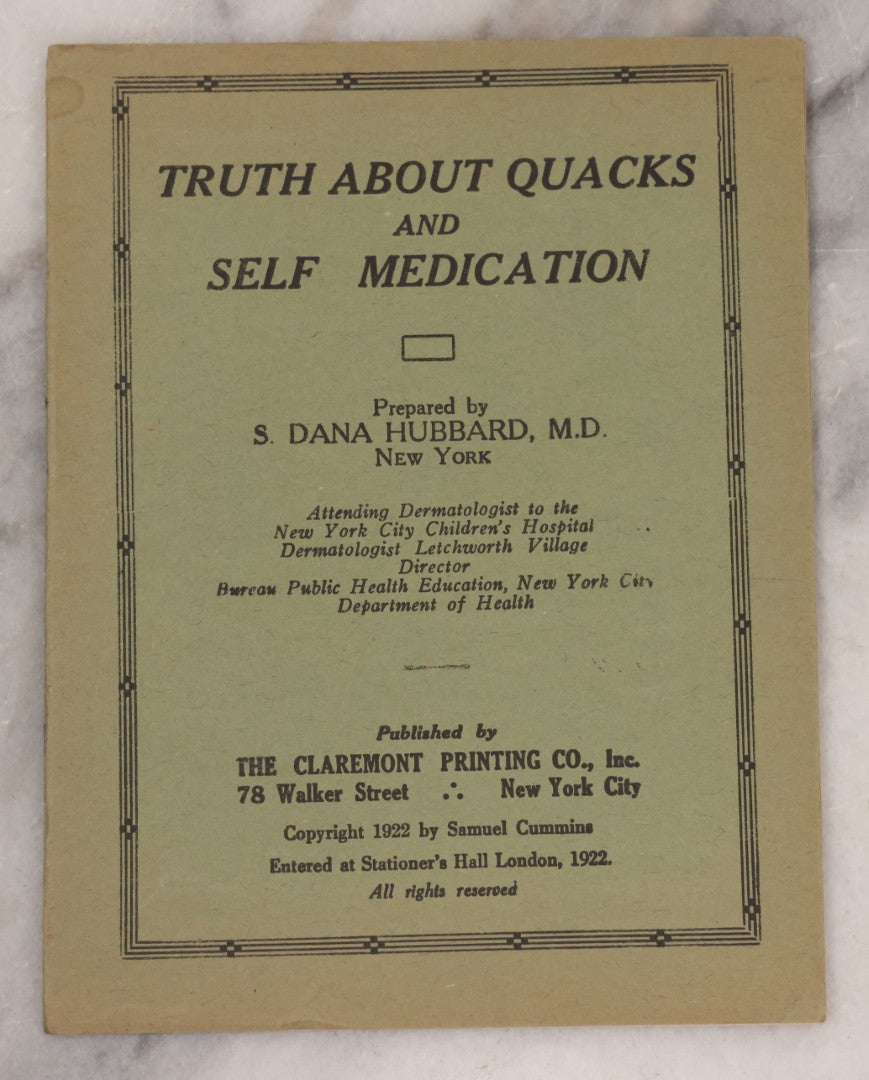 TRUTH ABOUT QUACKS
AND
SELF MEDICATION
Prepared by
S. DANA HUBBARD, M.D.
NEW YORK
Attending Dermatologist to the
New York City Children's Hospital
Dermatologist Letchworth Village
Director
Bureau Public Health Education, New York City
Department of Health
Published by
THE CLAREMONT PRINTING CO., Inc.
78 Walker Street ∴ New York City
Copyright 1922 by Samuel Cummins
Entered at Stationer's Hall London, 1922.
All rights reserved